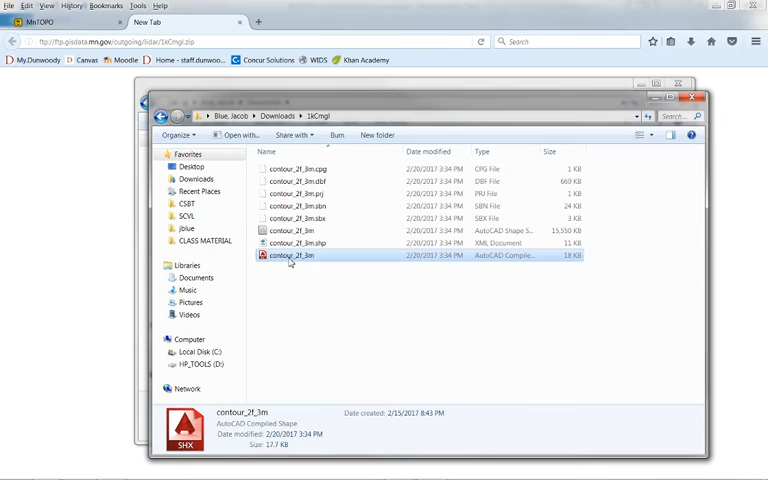 File Edit View History Bookmarks Tools Help
MnTOPO × New Tab × +
ftp://ftp.gisdata.mn.gov/outgoing/lidar/1kCmgl.zip Search
My.Dunwoody Canvas Moodle Home - staff.dunwoo... Concur Solutions WIDS Khan Academy
Blue, Jacob ▸ Downloads ▸ 1kCmgl Search ...
Organize Open with... Share with Burn New folder
Name Date modified Type Size
Favorites
Desktop
Downloads
Recent Places
CSBT
SCVL
jblue
CLASS MATERIAL
Libraries
Documents
Music
Pictures
Videos
Computer
Local Disk (C:)
HP_TOOLS (D:)
Network
contour_2f_3m.cpg 2/20/2017 3:34 PM CPG File 1 KB
contour_2f_3m.dbf 2/20/2017 3:34 PM DBF File 669 KB
contour_2f_3m.prj 2/20/2017 3:34 PM PRJ File 1 KB
contour_2f_3m.sbn 2/20/2017 3:34 PM SBN File 24 KB
contour_2f_3m.sbx 2/20/2017 3:34 PM SBX File 3 KB
contour_2f_3m 2/20/2017 3:34 PM AutoCAD Shape S... 15,550 KB
contour_2f_3m.shp 2/20/2017 3:34 PM XML Document 11 KB
contour_2f_3m 2/20/2017 3:34 PM AutoCAD Compile... 18 KB
SHX
contour_2f_3m Date created: 2/15/2017 8:43 PM
AutoCAD Compiled Shape
Date modified: 2/20/2017 3:34 PM
Size: 17.7 KB